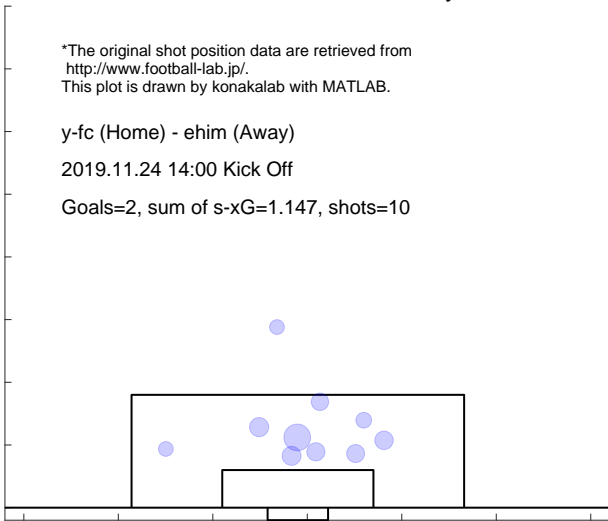 *The original shot position data are retrieved from
http://www.football-lab.jp/.
This plot is drawn by konakalab with MATLAB.
y-fc (Home) - ehim (Away)
2019.11.24 14:00 Kick Off
Goals=2, sum of s-xG=1.147, shots=10